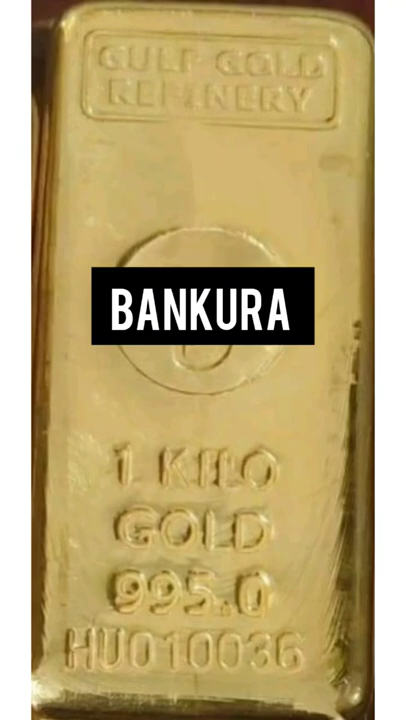 GULF GOLD
REFINERY
BANKURA
1 KILO
GOLD
995.0
HU010036